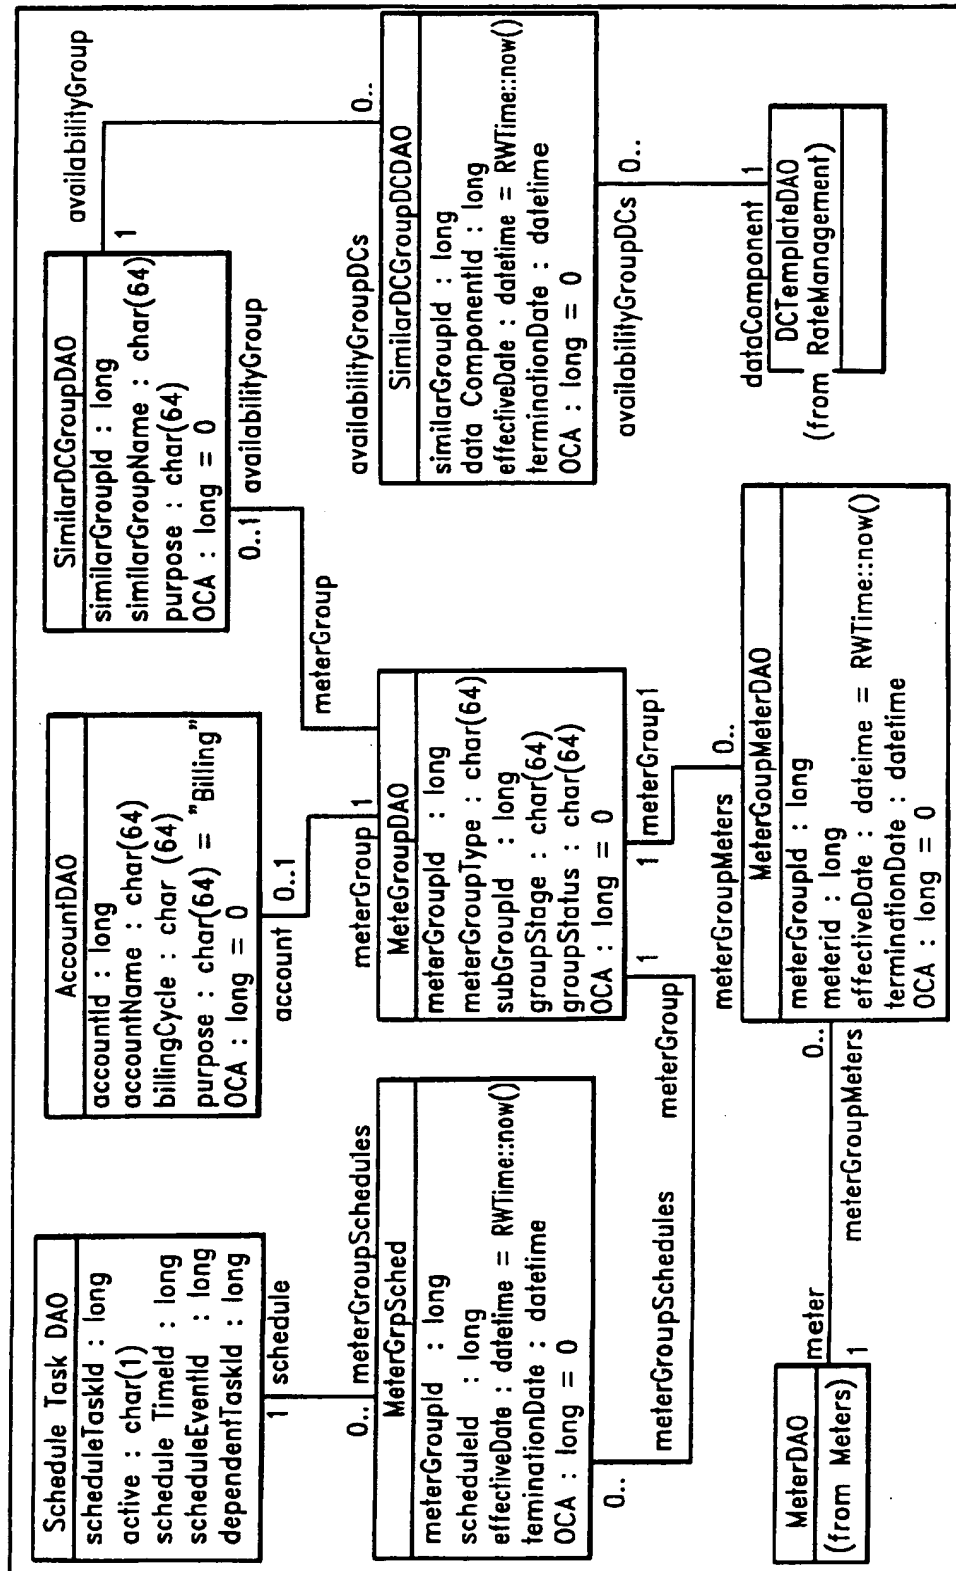 Schedule Task DAO
scheduleTaskId : long
active : char(1)
schedule TimeId : long
scheduleEventId : long
dependentTaskId : long
1
schedule
0..
meterGroupSchedules
MeterGrpSched
meterGroupId : long
scheduleId : long
effectiveDate : datetime = RWTime::now()
teminationDate : datetime
OCA : long = 0
0..
meterGroupSchedules
meterGroup
1
AccountDAO
accountId : long
accountName : char(64)
billingCycle : char (64)
purpose : char(64) = "Billing"
OCA : long = 0
account
0..1
meterGroup
1
MeteGroupDAO
meterGroupId : long
meterGroupType : char(64)
subGroupId : long
groupStage : char(64)
groupStatus : char(64)
OCA : long = 0
1
meterGroup1
meterGroupMeters
0..
MeterGoupMeterDAO
meterGroupId : long
meterid : long
effectiveDate : dateime = RWTime::now()
terminationDate : datetime
OCA : long = 0
0..
meterGroupMeters
meter
1
MeterDAO
(from Meters)
SimilarDCGroupDAO
similarGroupId : long
similarGroupName : char(64)
purpose : char(64)
OCA : long = 0
0..1
availabilityGroup
meterGroup
1
availabilityGroup
0..
availabilityGroupDCs
SimilarDCGroupDCDAO
similarGroupId : long
data ComponentId : long
effectiveDate : datetime = RWTime::now()
terminationDate : datetime
OCA : long = 0
availabilityGroupDCs
0..
dataComponent
1
DCTemplateDAO
(from RateManagement)